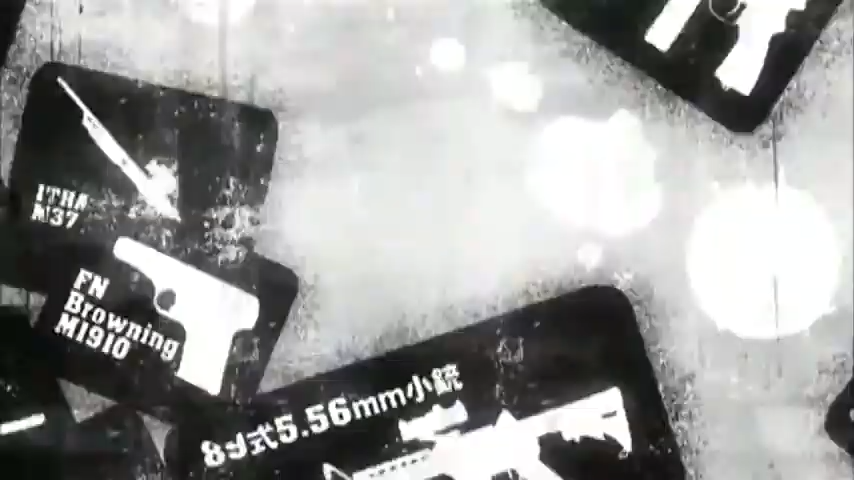 ITHA
M37
FN
Browning
M1910
89式5.56mm小銃